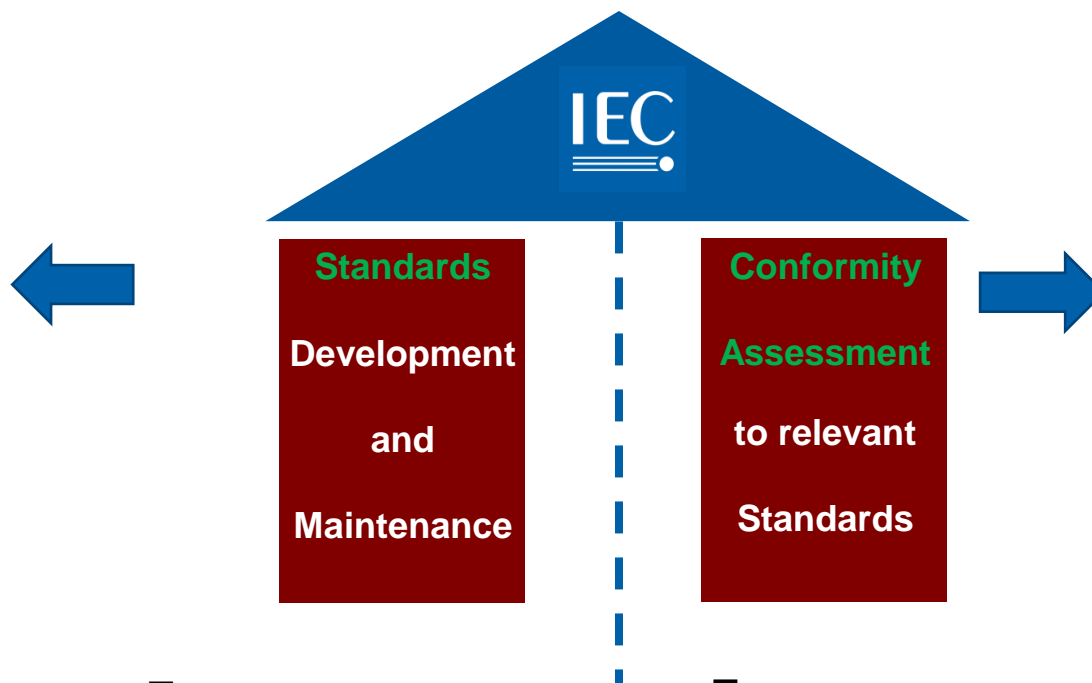 IEC
Standards
Development
and
Maintenance
Conformity
Assessment
to relevant
Standards